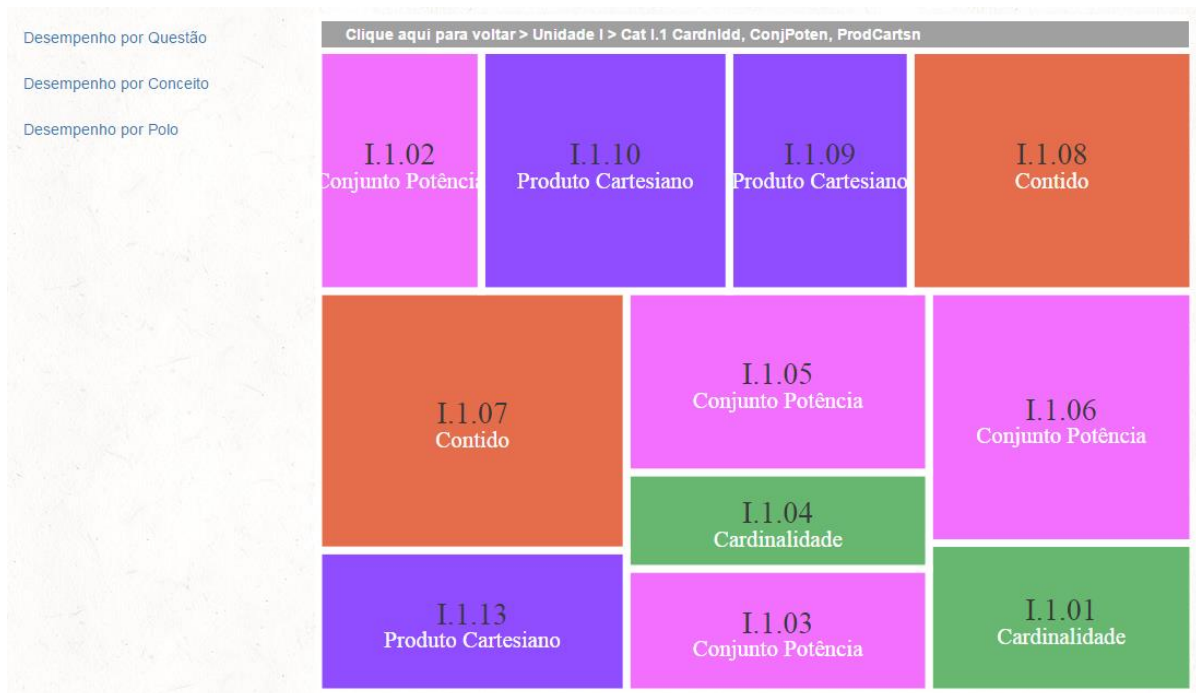 Desempenho por Questão
Desempenho por Conceito
Desempenho por Polo
Clique aqui para voltar > Unidade I > Cat I.1 CardnIdd, ConjPoten, ProdCartsn
I.1.02
Conjunto Potência
I.1.10
Produto Cartesiano
I.1.09
Produto Cartesiano
I.1.08
Contido
I.1.07
Contido
I.1.05
Conjunto Potência
I.1.06
Conjunto Potência
I.1.04
Cardinalidade
I.1.13
Produto Cartesiano
I.1.03
Conjunto Potência
I.1.01
Cardinalidade